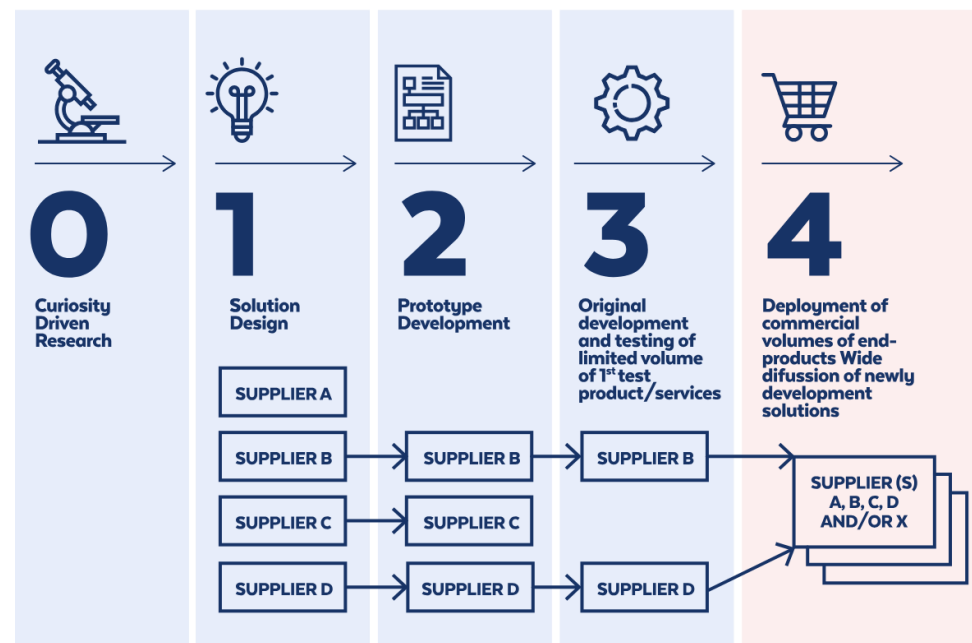 0
Curiosity
Driven
Research
1
Solution
Design
2
Prototype
Development
3
Original
development
and testing of
limited volume
of 1st test
product/services
4
Deployment of
commercial
volumes of end-
products Wide
difussion of newly
development
solutions
SUPPLIER A
SUPPLIER B
SUPPLIER B
SUPPLIER B
SUPPLIER C
SUPPLIER C
SUPPLIER D
SUPPLIER D
SUPPLIER D
SUPPLIER (S)
A, B, C, D
AND/OR X